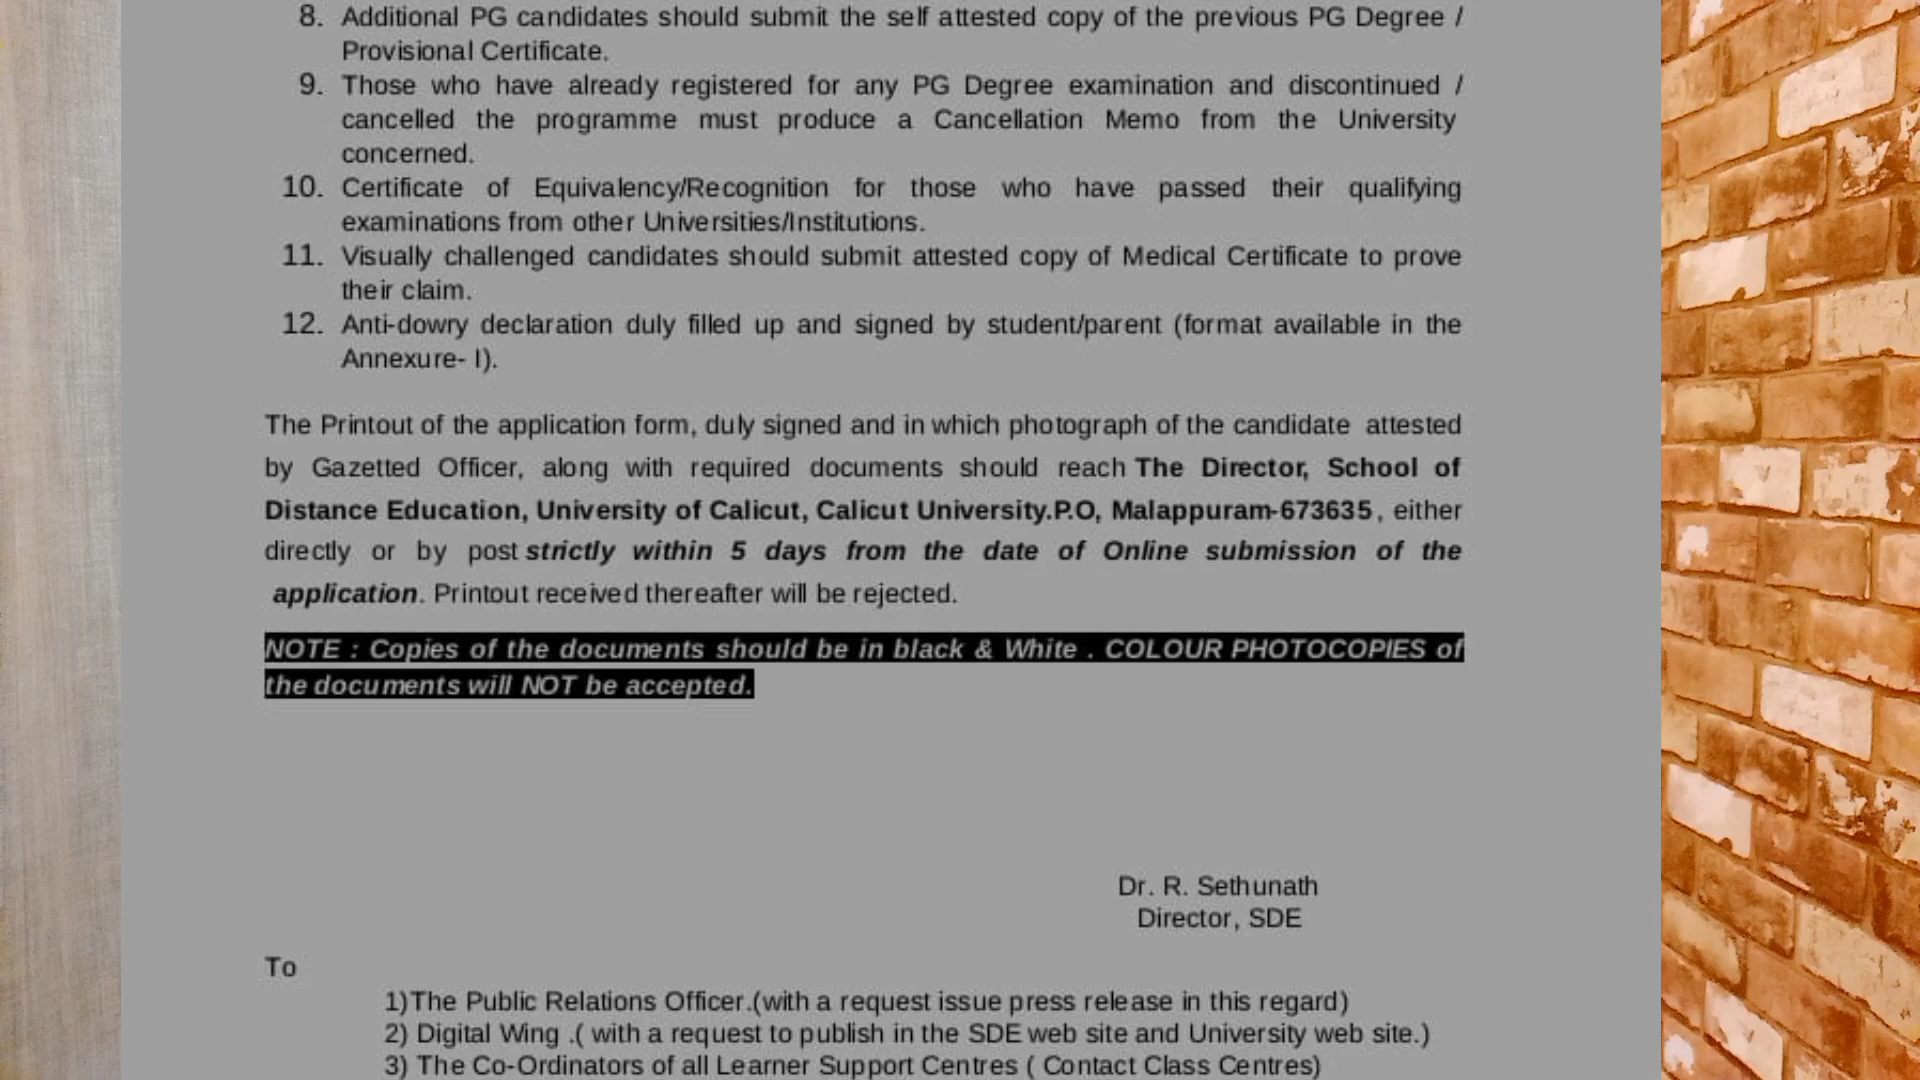 8. Additional PG candidates should submit the self attested copy of the previous PG Degree /
Provisional Certificate.
9. Those who have already registered for any PG Degree examination and discontinued /
cancelled the programme must produce a Cancellation Memo from the University
concerned.
10. Certificate of Equivalency/Recognition for those who have passed their qualifying
examinations from other Universities/Institutions.
11. Visually challenged candidates should submit attested copy of Medical Certificate to prove
their claim.
12. Anti-dowry declaration duly filled up and signed by student/parent (format available in the
Annexure- I).
The Printout of the application form, duly signed and in which photograph of the candidate attested
by Gazetted Officer, along with required documents should reach The Director, School of
Distance Education, University of Calicut, Calicut University.P.O, Malappuram-673635, either
directly or by post strictly within 5 days from the date of Online submission of the
application. Printout received thereafter will be rejected.
NOTE : Copies of the documents should be in black & White . COLOUR PHOTOCOPIES of
the documents will NOT be accepted.
Dr. R. Sethunath
Director, SDE
To
1)The Public Relations Officer.(with a request issue press release in this regard)
2) Digital Wing .( with a request to publish in the SDE web site and University web site.)
3) The Co-Ordinators of all Learner Support Centres ( Contact Class Centres)